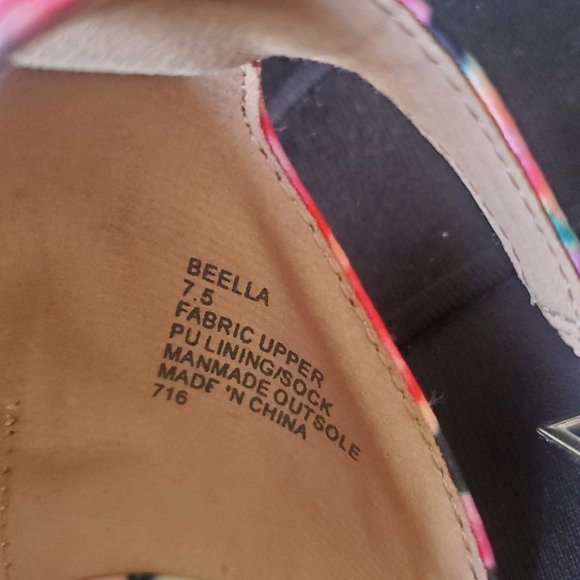 BEELLA
7.5
FABRIC UPPER
PU LINING/SOCK
MANMADE OUTSOLE
MADE 'N CHINA
716